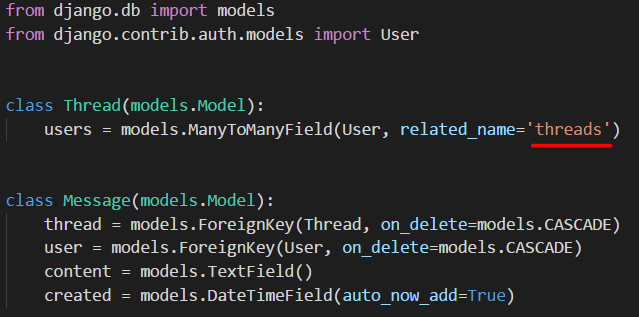 from django.db import models
from django.contrib.auth.models import User
class Thread(models.Model):
users = models.ManyToManyField(User, related_name='threads')
class Message(models.Model):
thread = models.ForeignKey(Thread, on_delete=models.CASCADE)
user = models.ForeignKey(User, on_delete=models.CASCADE)
content = models.TextField()
created = models.DateTimeField(auto_now_add=True)